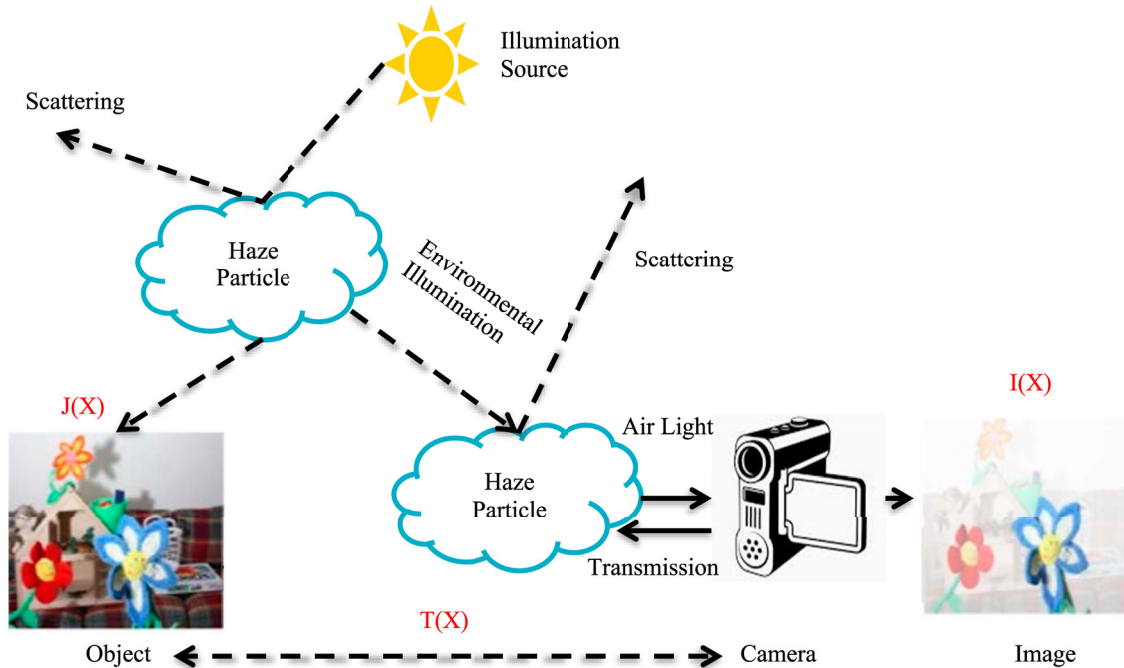 Illumination
Source
Scattering
Haze
Particle
Environmental
Illumination
Scattering
J(X)
I(X)
Air Light
Haze
Particle
Transmission
T(X)
Object
Camera
Image